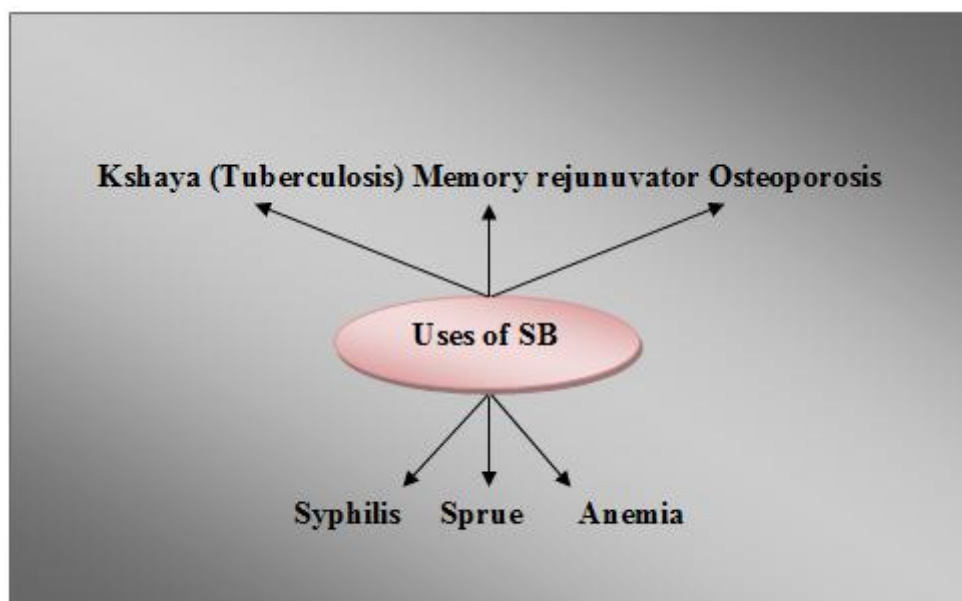 Kshaya (Tuberculosis) Memory rejunuvator Osteoporosis
Uses of SB
Syphilis Sprue Anemia